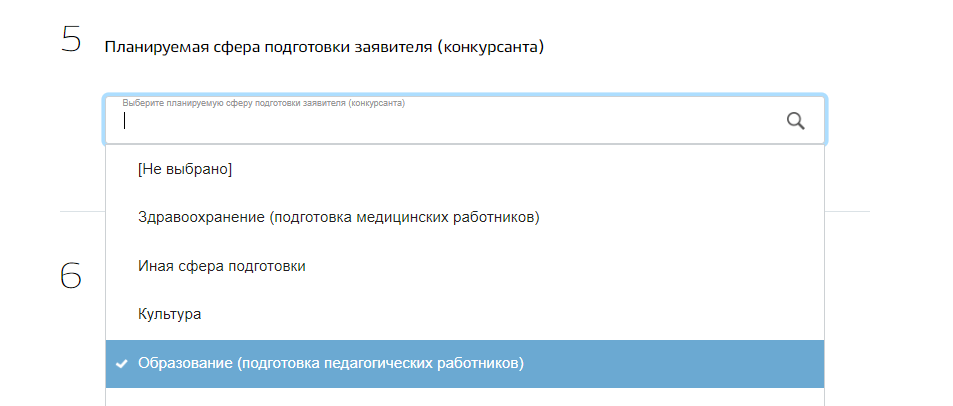 5 Планируемая сфера подготовки заявителя (конкурсанта)
Выберите планируемую сферу подготовки заявителя (конкурсанта)
[Не выбрано]
Здравоохранение (подготовка медицинских работников)
6
Иная сфера подготовки
Культура
Образование (подготовка педагогических работников)